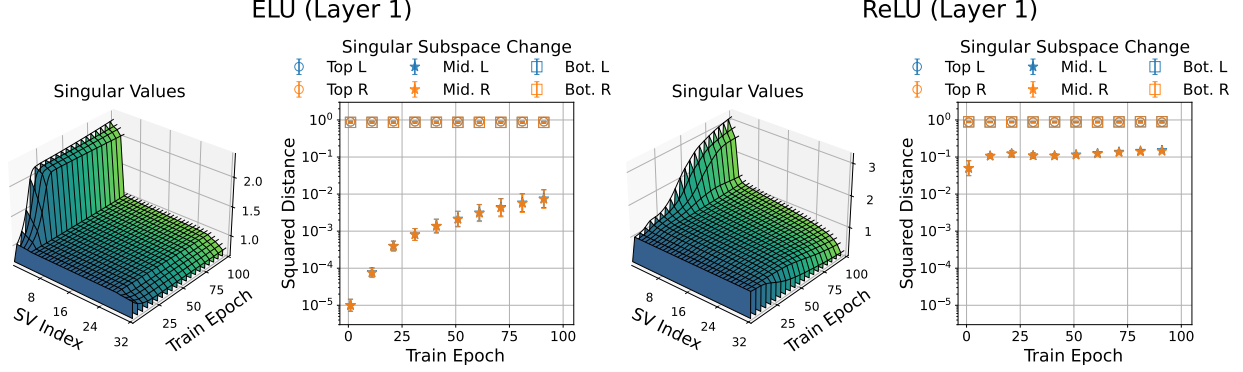 ELU (Layer 1)
Singular Values
2.0
1.5
1.0
8
16
24
32
SV Index
25
50
75
100
Train Epoch
Singular Subspace Change
Top L Mid. L Bot. L
Top R Mid. R Bot. R
Squared Distance
10⁰
10⁻¹
10⁻²
10⁻³
10⁻⁴
10⁻⁵
0 25 50 75 100
Train Epoch
ReLU (Layer 1)
Singular Values
3
2
1
8
16
24
32
SV Index
25
50
75
100
Train Epoch
Singular Subspace Change
Top L Mid. L Bot. L
Top R Mid. R Bot. R
Squared Distance
10⁰
10⁻¹
10⁻²
10⁻³
10⁻⁴
10⁻⁵
0 25 50 75 100
Train Epoch